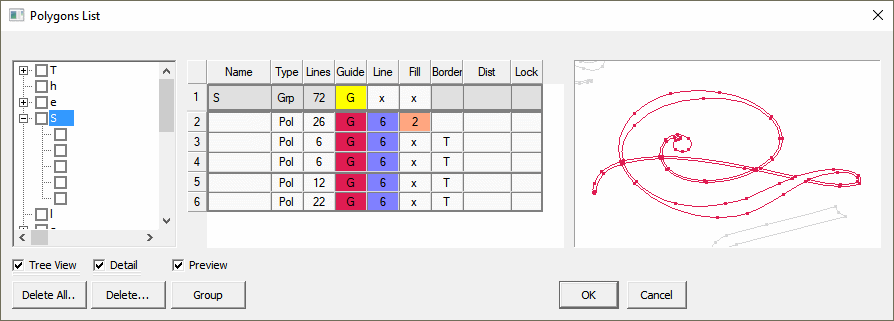 Polygons List
T
h
e
S
l
Name Type Lines Guide Line Fill Border Dist Lock
1 S Grp 72 G x x
2 Pol 26 G 6 2
3 Pol 6 G 6 x T
4 Pol 6 G 6 x T
5 Pol 12 G 6 x T
6 Pol 22 G 6 x T
Tree View Detail Preview
Delete All.. Delete... Group OK Cancel